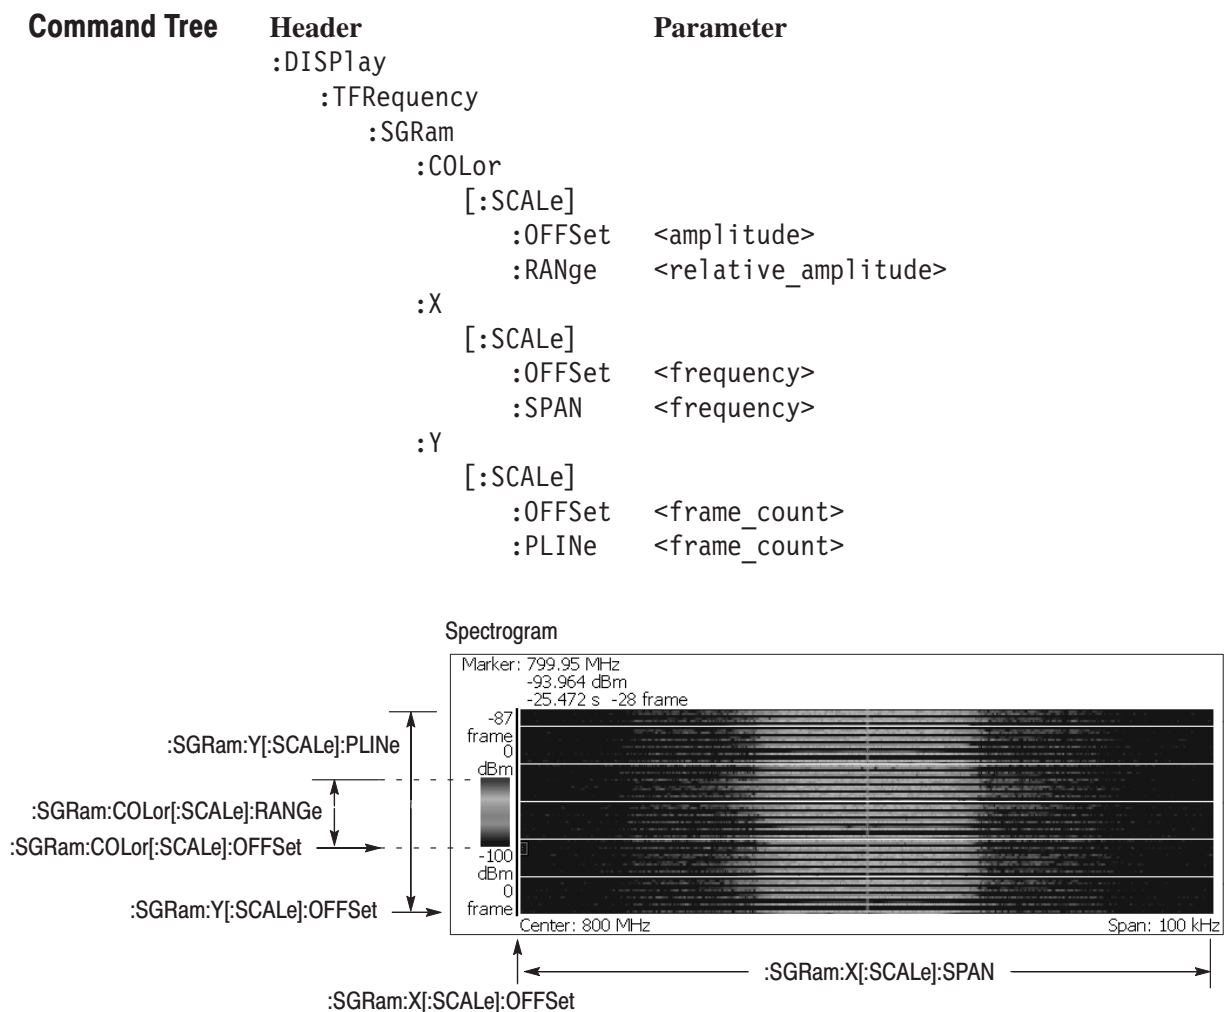 Command Tree Header Parameter
:DISPlay
:TFRequency
:SGRam
:COLor
[:SCALe]
:OFFSet <amplitude>
:RANge <relative_amplitude>
:X
[:SCALe]
:OFFSet <frequency>
:SPAN <frequency>
:Y
[:SCALe]
:OFFSet <frame_count>
:PLINe <frame_count>
Spectrogram
Marker: 799.95 MHz
-93.964 dBm
-25.472 s -28 frame
-87
frame
0
dBm
-100
dBm
0
frame
Center: 800 MHz Span: 100 kHz
:SGRam:Y[:SCALe]:PLINe
:SGRam:COLor[:SCALe]:RANGe
:SGRam:COLor[:SCALe]:OFFSet
:SGRam:Y[:SCALe]:OFFSet
:SGRam:X[:SCALe]:SPAN
:SGRam:X[:SCALe]:OFFSet